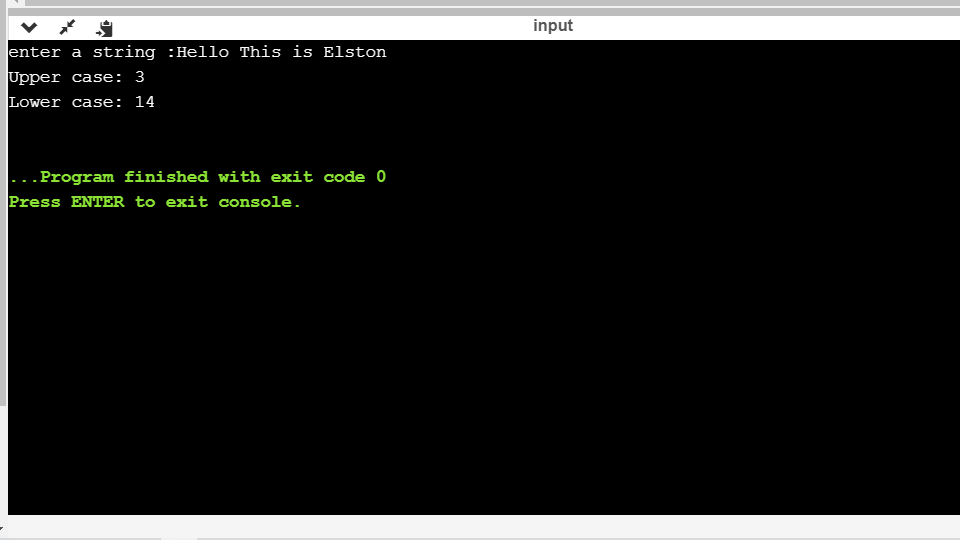 input
enter a string :Hello This is Elston
Upper case: 3
Lower case: 14
...Program finished with exit code 0
Press ENTER to exit console.